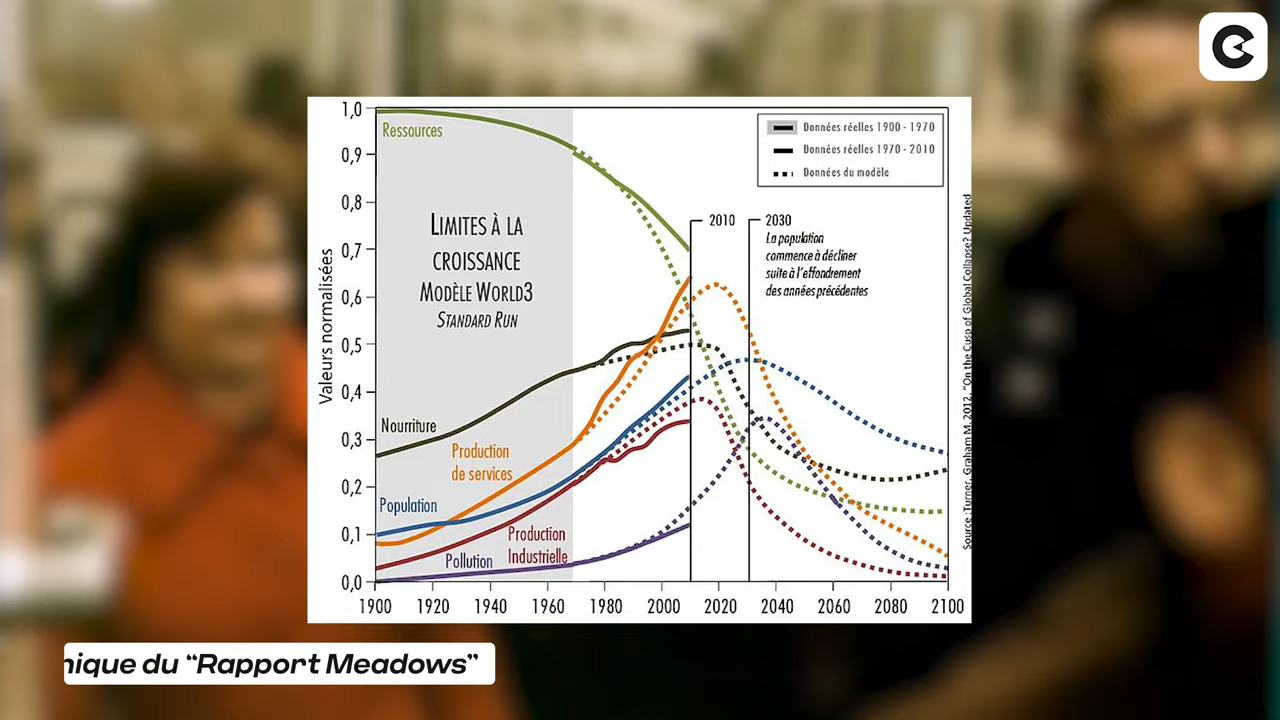 1,0
0,9
0,8
0,7
0,6
0,5
0,4
0,3
0,2
0,1
0,0
Valeurs normalisées
Ressources
LIMITES À LA
CROISSANCE
MODÈLE WORLD3
STANDARD RUN
Nourriture
Production
de services
Population
Production
Industrielle
Pollution
Données réelles 1900 - 1970
Données réelles 1970 - 2010
Données du modèle
2010
2030
La population
commence à décliner
suite à l'effondrement
des années précédentes
1900 1920 1940 1960 1980 2000 2020 2040 2060 2080 2100
Source: Turner, Graham M. 2012. "On the Cusp of Global Collapse? Updated
nique du “Rapport Meadows”